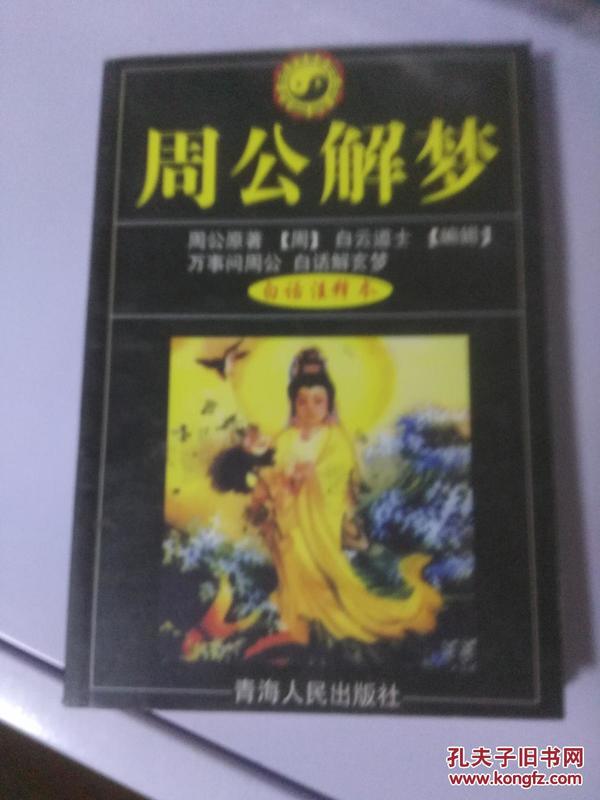 周公解梦
周公原著 【周】 白云道士 【编辑】
万事问周公 白话解玄梦
白话注释本
青海人民出版社
孔夫子旧书网
www.kongfz.com